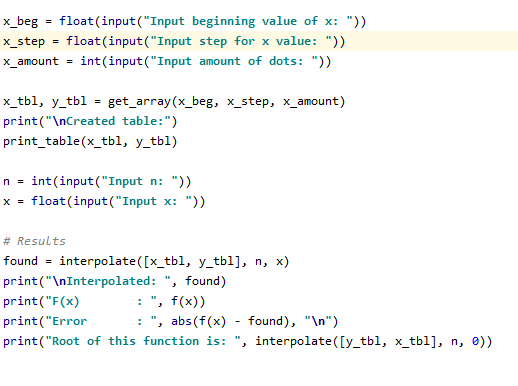 x_beg = float(input("Input beginning value of x: "))
x_step = float(input("Input step for x value: "))
x_amount = int(input("Input amount of dots: "))
x_tbl, y_tbl = get_array(x_beg, x_step, x_amount)
print("\nCreated table:")
print_table(x_tbl, y_tbl)
n = int(input("Input n: "))
x = float(input("Input x: "))
# Results
found = interpolate([x_tbl, y_tbl], n, x)
print("\nInterpolated: ", found)
print("F(x)        : ", f(x))
print("Error       : ", abs(f(x) - found), "\n")
print("Root of this function is: ", interpolate([y_tbl, x_tbl], n, 0))